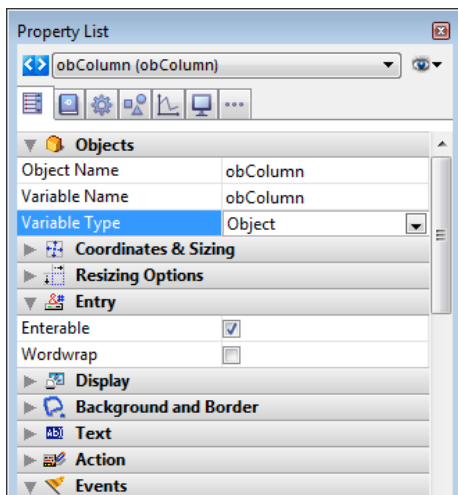 Property List
obColumn (obColumn)
Objects
Object Name obColumn
Variable Name obColumn
Variable Type Object
Coordinates & Sizing
Resizing Options
Entry
Enterable
Wordwrap
Display
Background and Border
Text
Action
Events